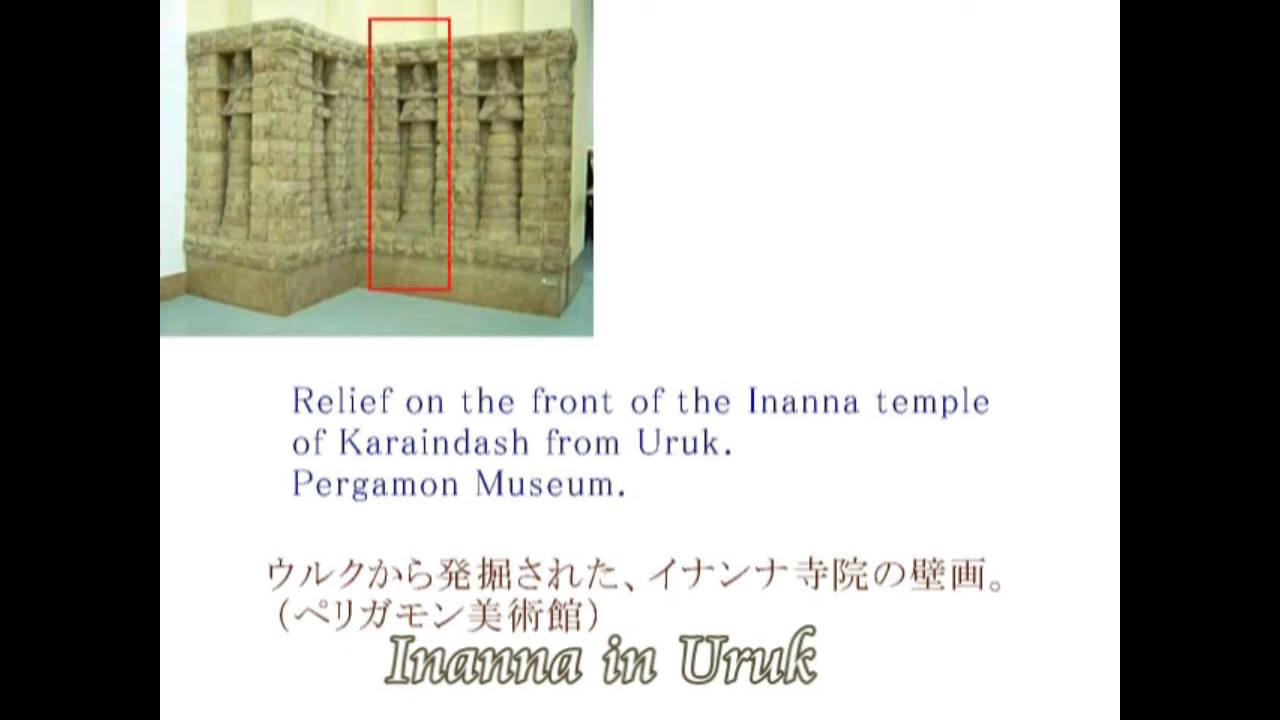 Relief on the front of the Inanna temple
of Karaindash from Uruk.
Pergamon Museum.
ウルクから発掘された、イナンナ寺院の壁画。
（ペリガモン美術館）
Inanna in Uruk